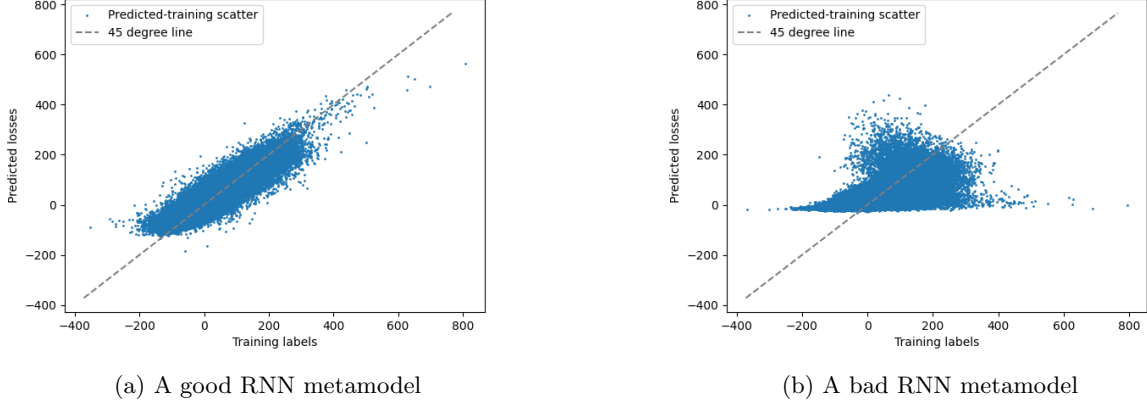 800
600
400
200
0
−200
−400
Predicted losses
Predicted-training scatter
45 degree line
−400
−200
0
200
400
600
800
Training labels
(a) A good RNN metamodel
800
600
400
200
0
−200
−400
Predicted losses
Predicted-training scatter
45 degree line
−400
−200
0
200
400
600
800
Training labels
(b) A bad RNN metamodel